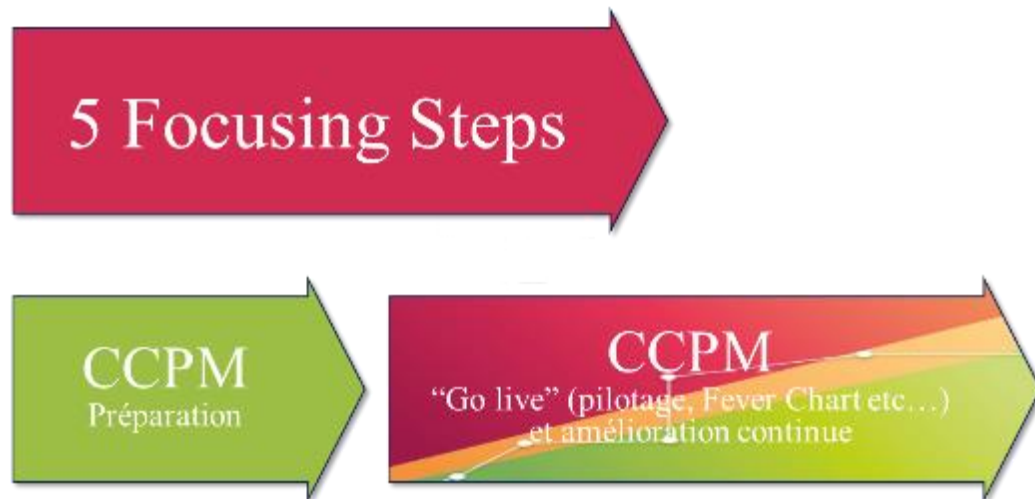 5 Focusing Steps
CCPM
Préparation
CCPM
“Go live” (pilotage, Fever Chart etc…)
et amélioration continue